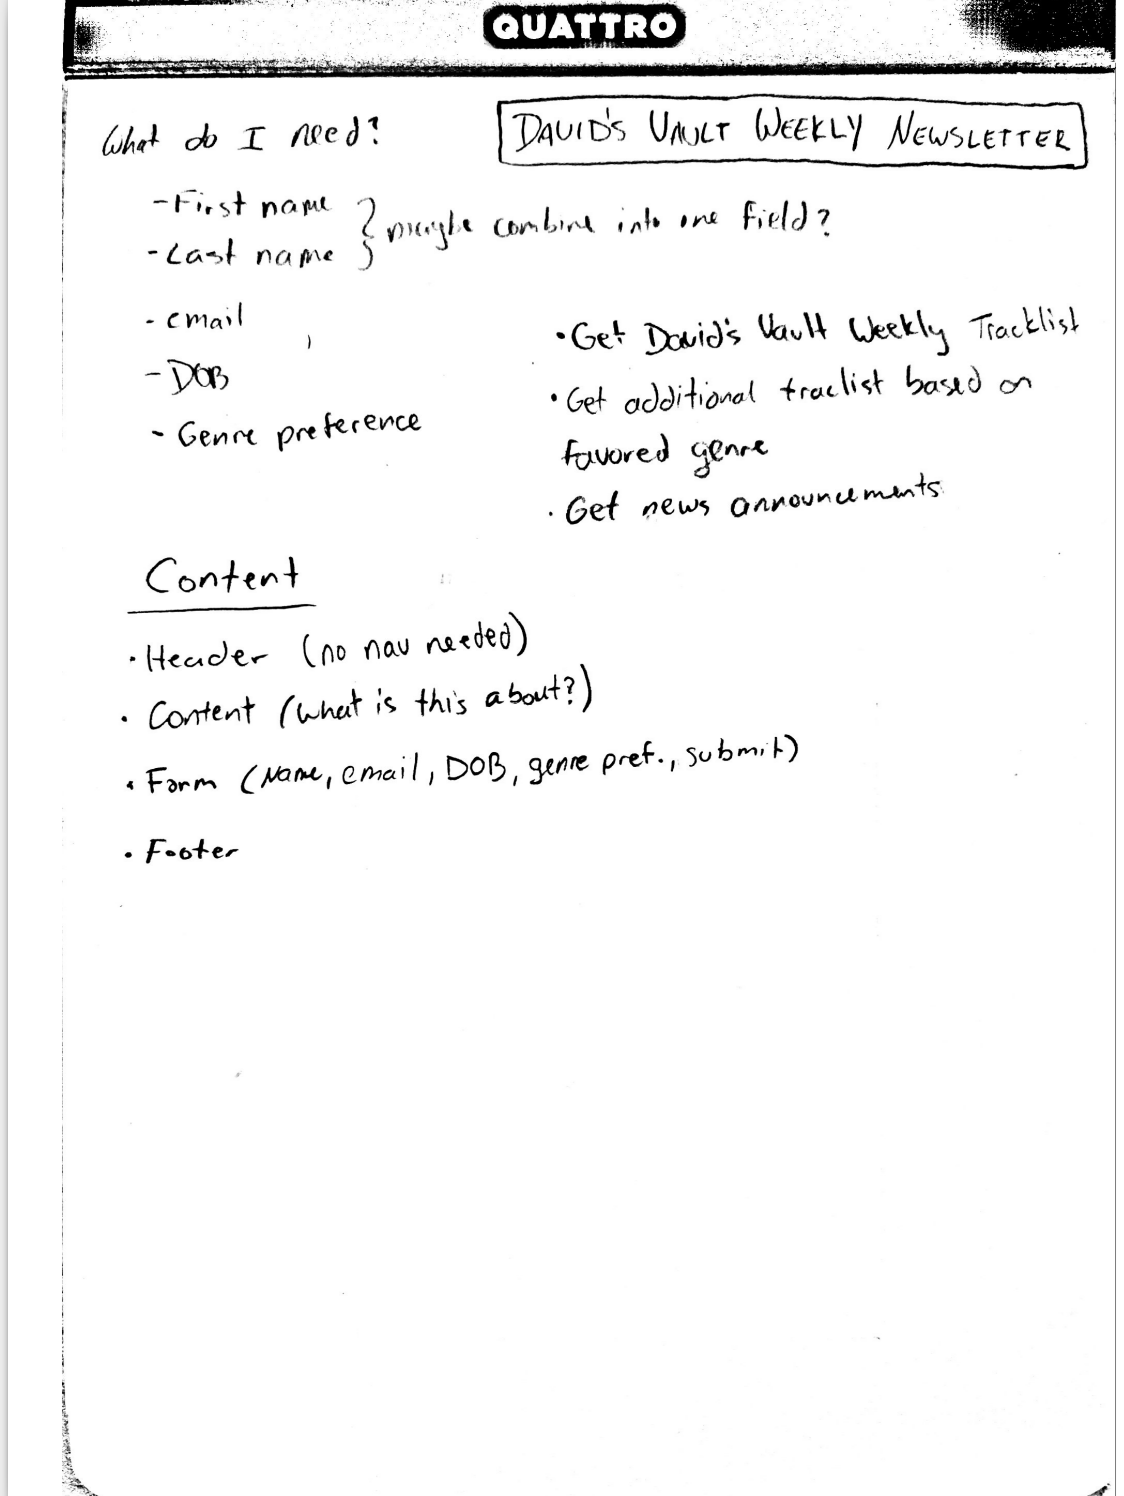 QUATTRO
What do I need?
DAVID'S VAULT WEEKLY NEWSLETTER
- First name
- Last name
} maybe combine into one field?
- email
- DOB
- Genre preference
• Get David's Vault Weekly Tracklist
• Get additional traclist based on
favored genre
• Get news announcements
Content
• Header (no nav needed)
• Content (What is this about?)
• Form (Name, email, DOB, genre pref., submit)
• Footer